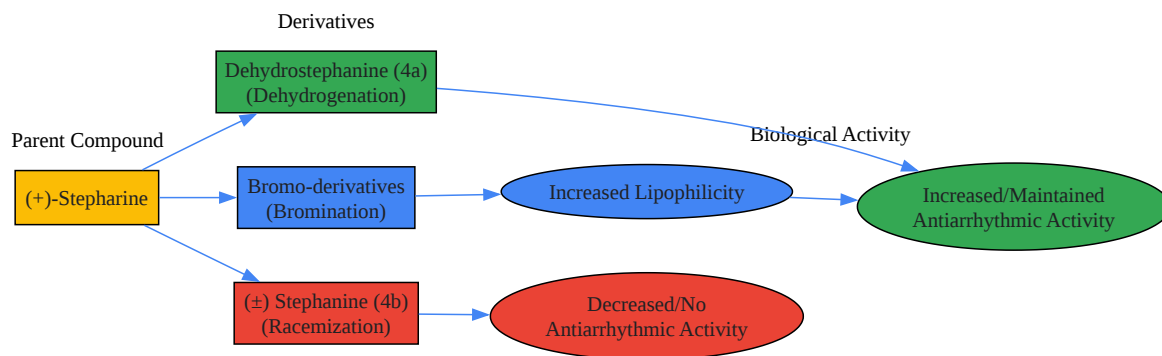 Derivatives
Dehydrostephanine (4a)
(Dehydrogenation)
Parent Compound
Biological Activity
(+)-Stepharine
Bromo-derivatives
(Bromination)
Increased Lipophilicity
Increased/Maintained
Antiarrhythmic Activity
(±) Stephanine (4b)
(Racemization)
Decreased/No
Antiarrhythmic Activity